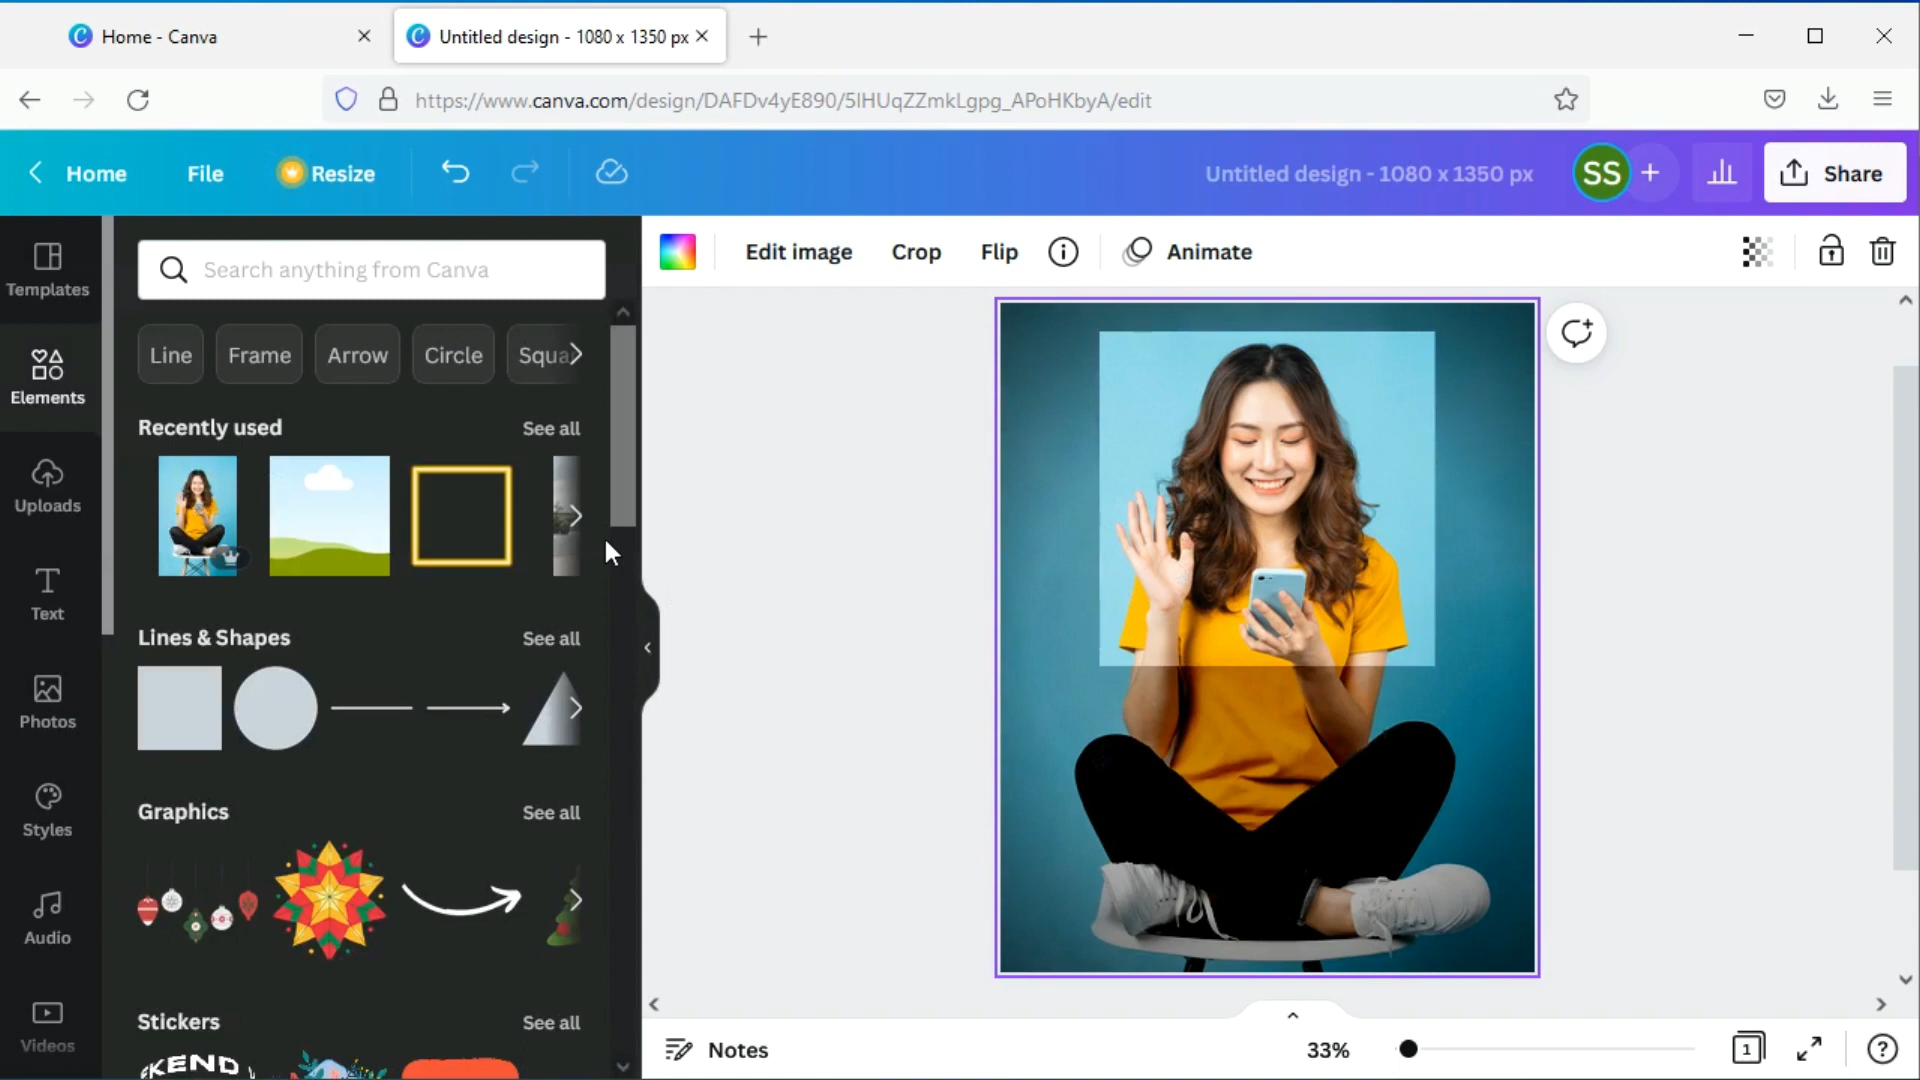 Home - Canva
Untitled design - 1080 x 1350 px
https://www.canva.com/design/DAFDv4yE890/5lHUqZZmkLgpg_APoHKbyA/edit
Home
File
Resize
Untitled design - 1080 x 1350 px
SS
Share
Templates
Elements
Uploads
Text
Photos
Styles
Audio
Videos
Search anything from Canva
Line
Frame
Arrow
Circle
Squa
Recently used
See all
Lines & Shapes
See all
Graphics
See all
Stickers
See all
KEND
Edit image
Crop
Flip
Animate
Notes
33%
1